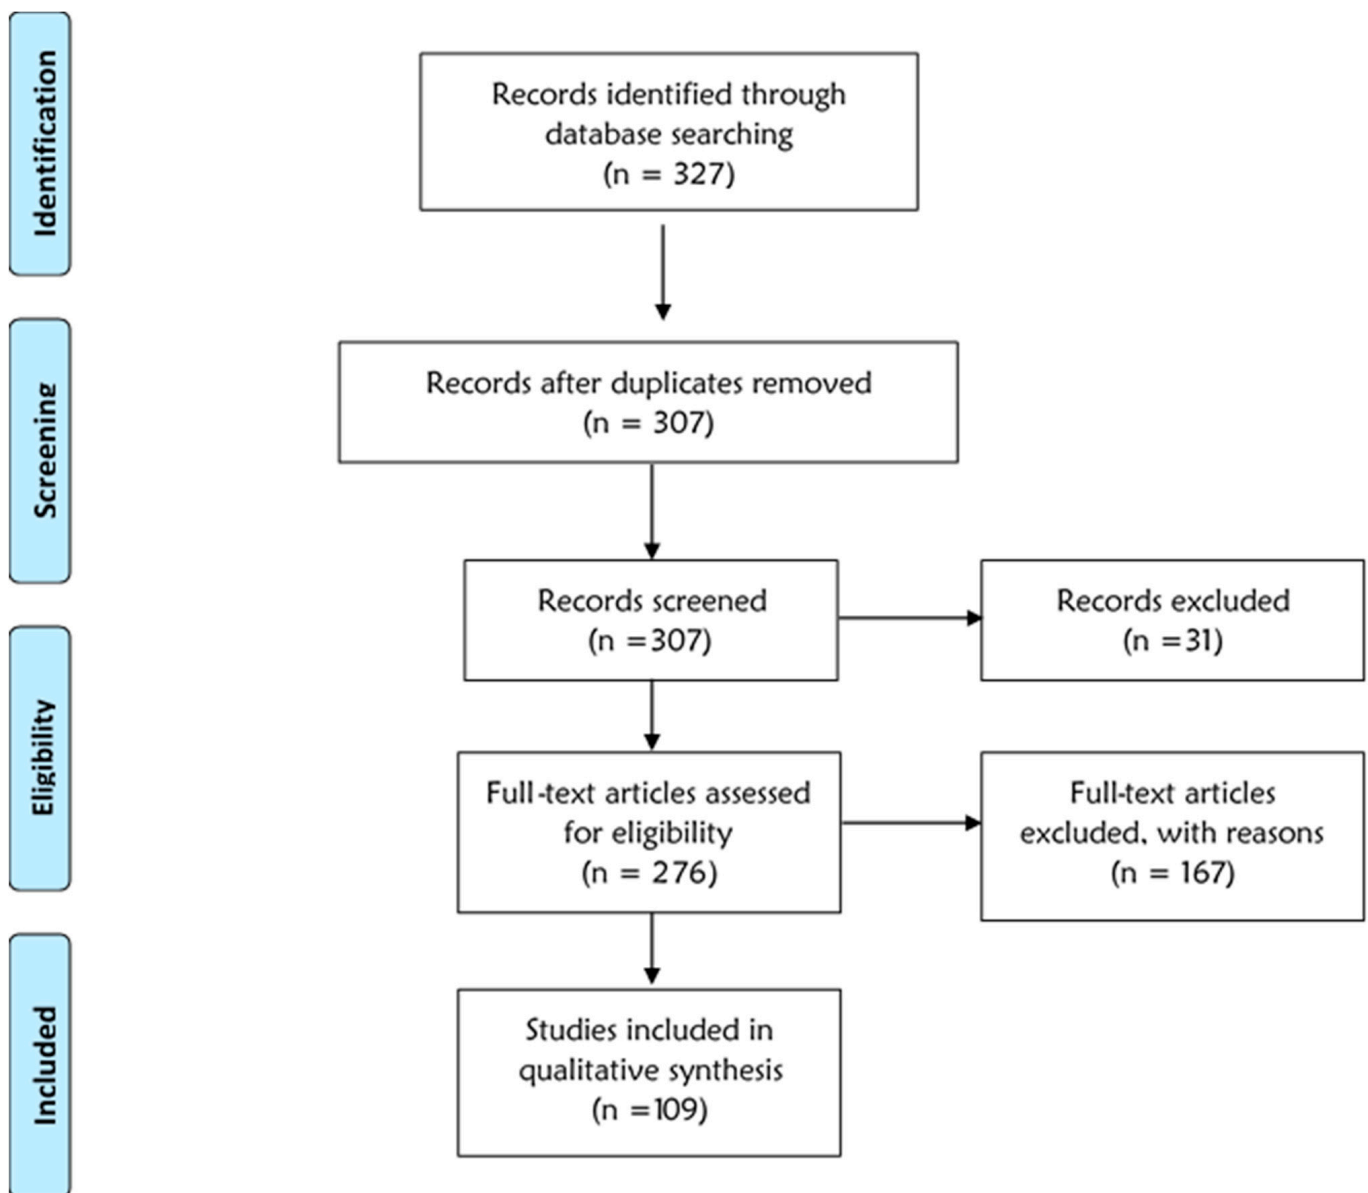 Identification
Records identified through
database searching
(n = 327)
Screening
Records after duplicates removed
(n = 307)
Records screened
(n =307)
Records excluded
(n =31)
Eligibility
Full-text articles assessed
for eligibility
(n = 276)
Full-text articles
excluded, with reasons
(n = 167)
Included
Studies included in
qualitative synthesis
(n =109)